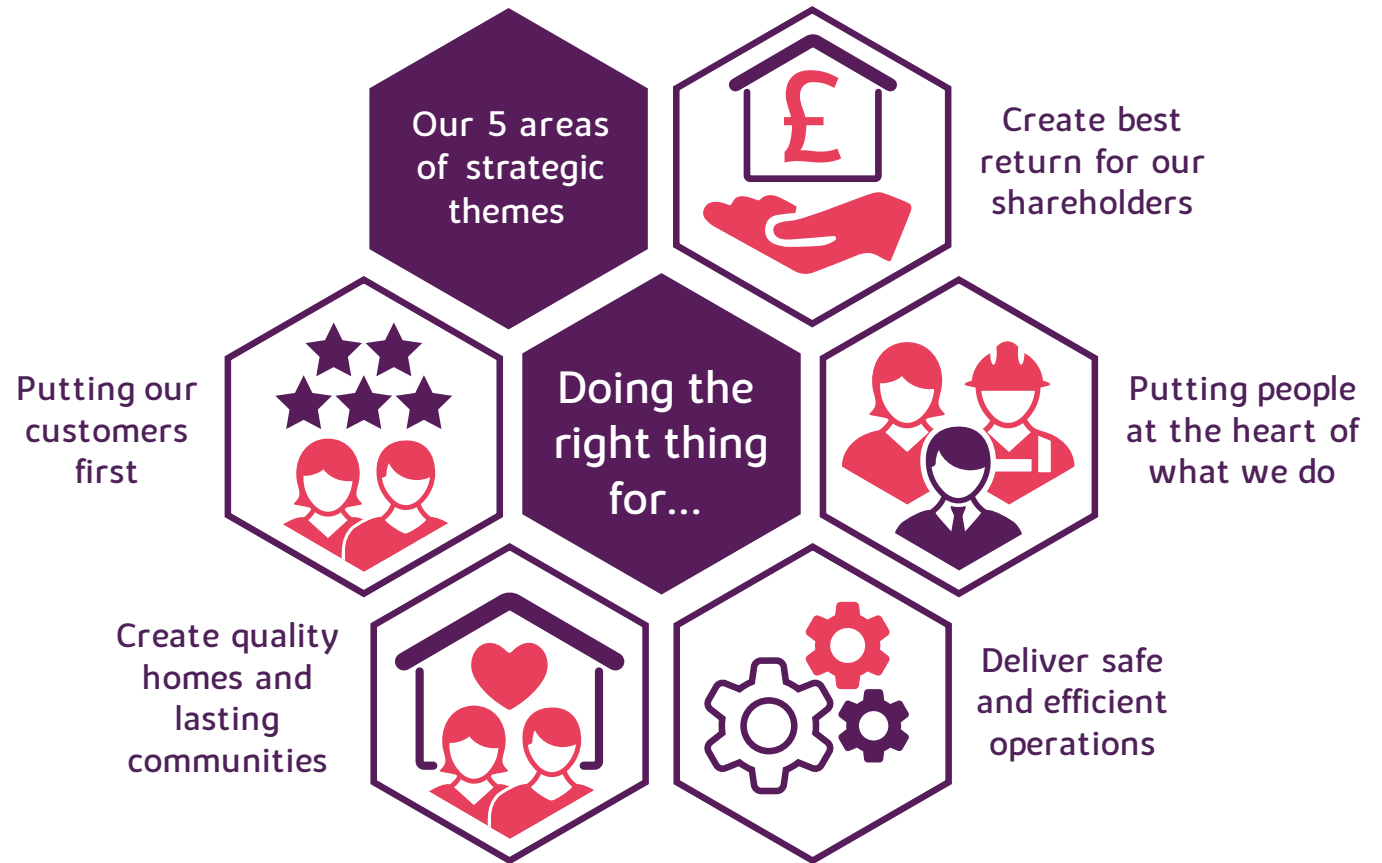 Our 5 areas
of strategic
themes
£
Create best
return for our
shareholders
Putting our
customers
first
Doing the
right thing
for...
Putting people
at the heart of
what we do
Create quality
homes and
lasting
communities
Deliver safe
and efficient
operations